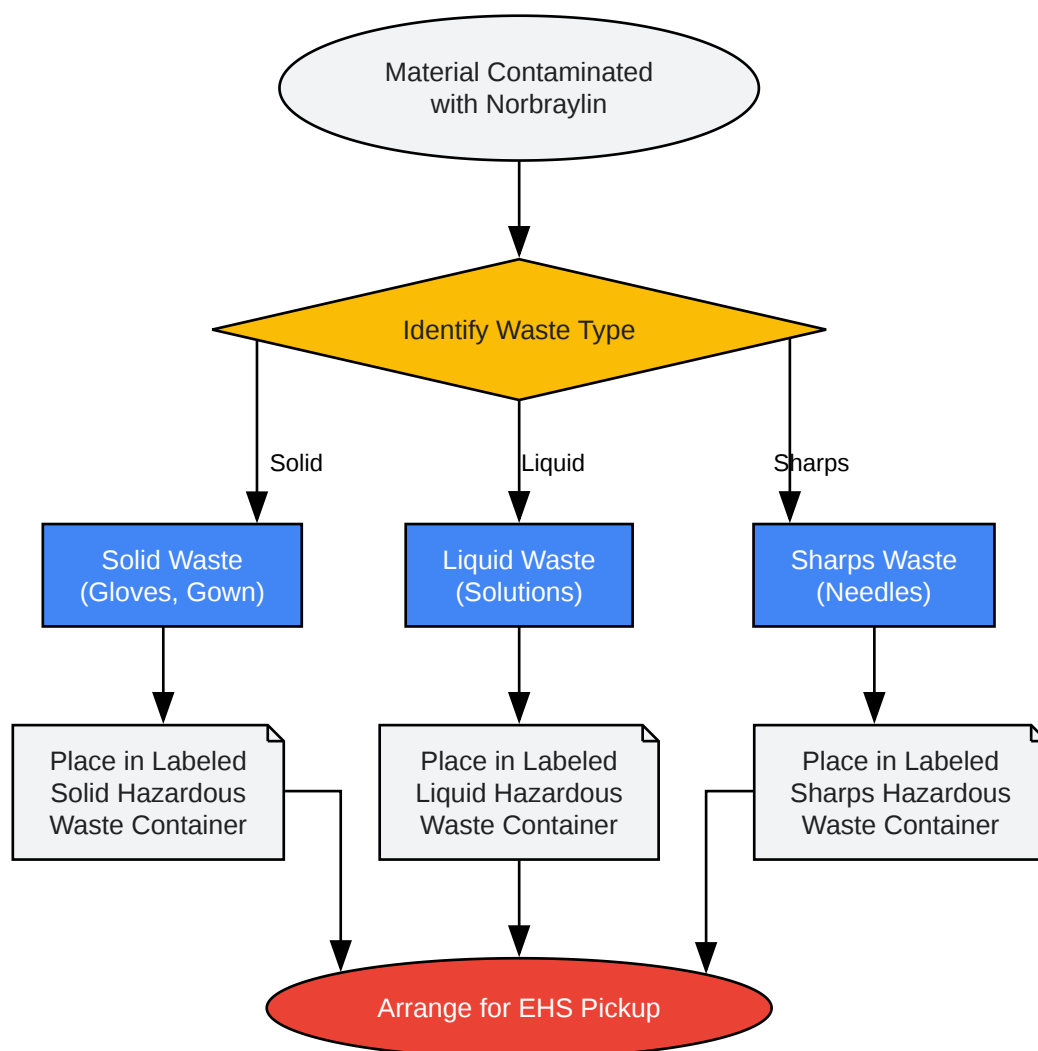 Material Contaminated
with Norbraylin
Identify Waste Type
Solid
Liquid
Sharps
Solid Waste
(Gloves, Gown)
Liquid Waste
(Solutions)
Sharps Waste
(Needles)
Place in Labeled
Solid Hazardous
Waste Container
Place in Labeled
Liquid Hazardous
Waste Container
Place in Labeled
Sharps Hazardous
Waste Container
Arrange for EHS Pickup